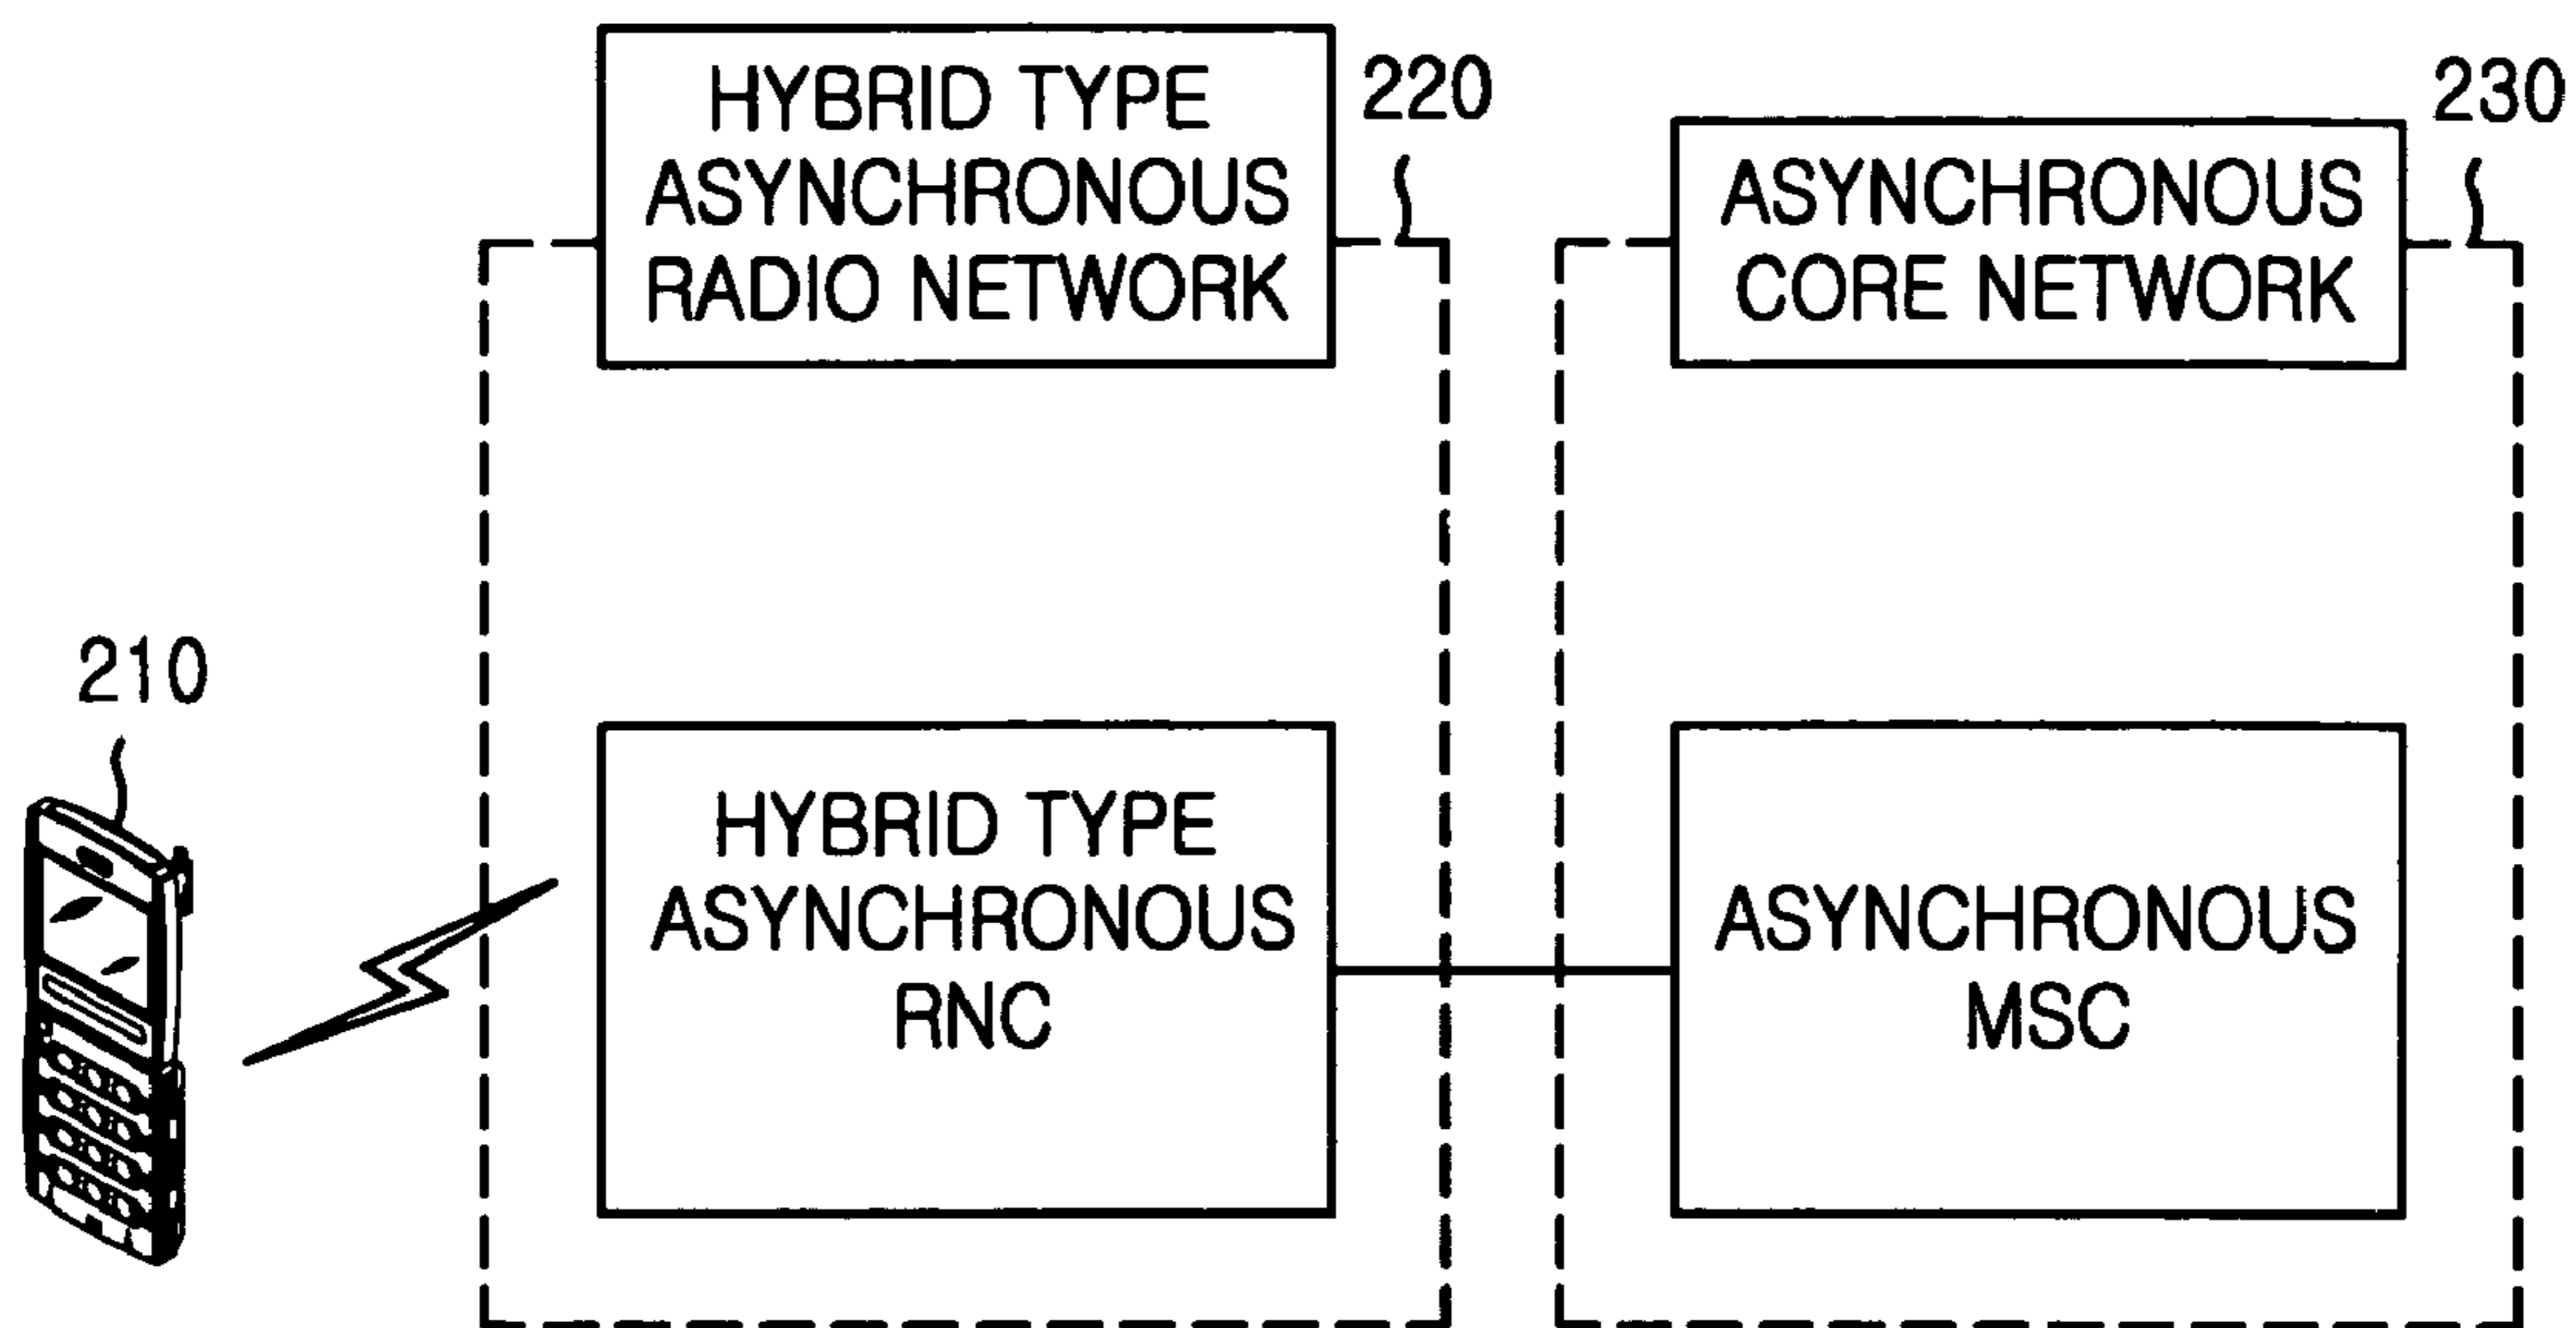 HYBRID TYPE
ASYNCHRONOUS
RADIO NETWORK
220
ASYNCHRONOUS
CORE NETWORK
230
210
HYBRID TYPE
ASYNCHRONOUS
RNC
ASYNCHRONOUS
MSC